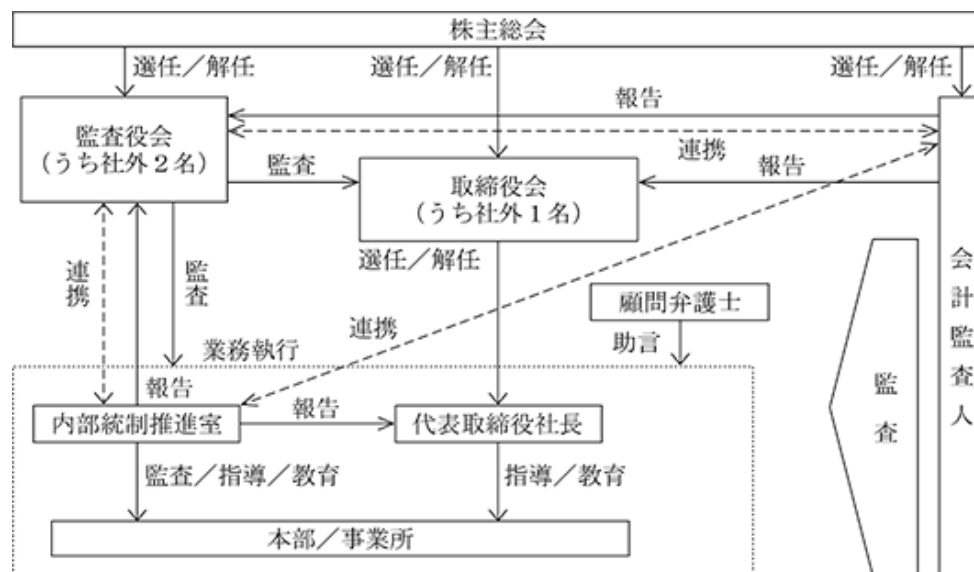 株主総会
選任／解任
選任／解任
選任／解任
報告
監査役会
（うち社外２名）
連携
監査
報告
取締役会
（うち社外１名）
選任／解任
連携
監査
顧問弁護士
連携
助言
業務執行
会計監査人
監査
報告
報告
内部統制推進室
代表取締役社長
監査／指導／教育
指導／教育
本部／事業所